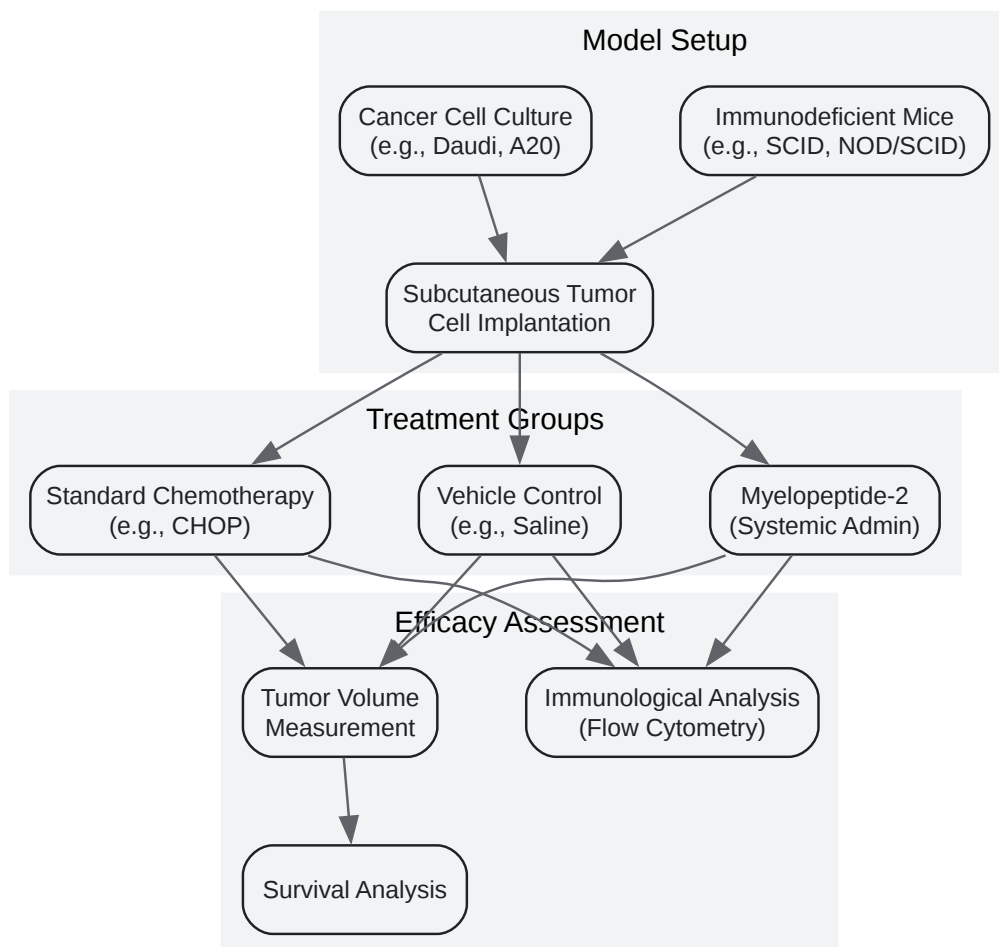 Model Setup
Cancer Cell Culture
(e.g., Daudi, A20)
Immunodeficient Mice
(e.g., SCID, NOD/SCID)
Subcutaneous Tumor
Cell Implantation
Treatment Groups
Standard Chemotherapy
(e.g., CHOP)
Vehicle Control
(e.g., Saline)
Myelopeptide-2
(Systemic Admin)
Efficacy Assessment
Tumor Volume
Measurement
Immunological Analysis
(Flow Cytometry)
Survival Analysis